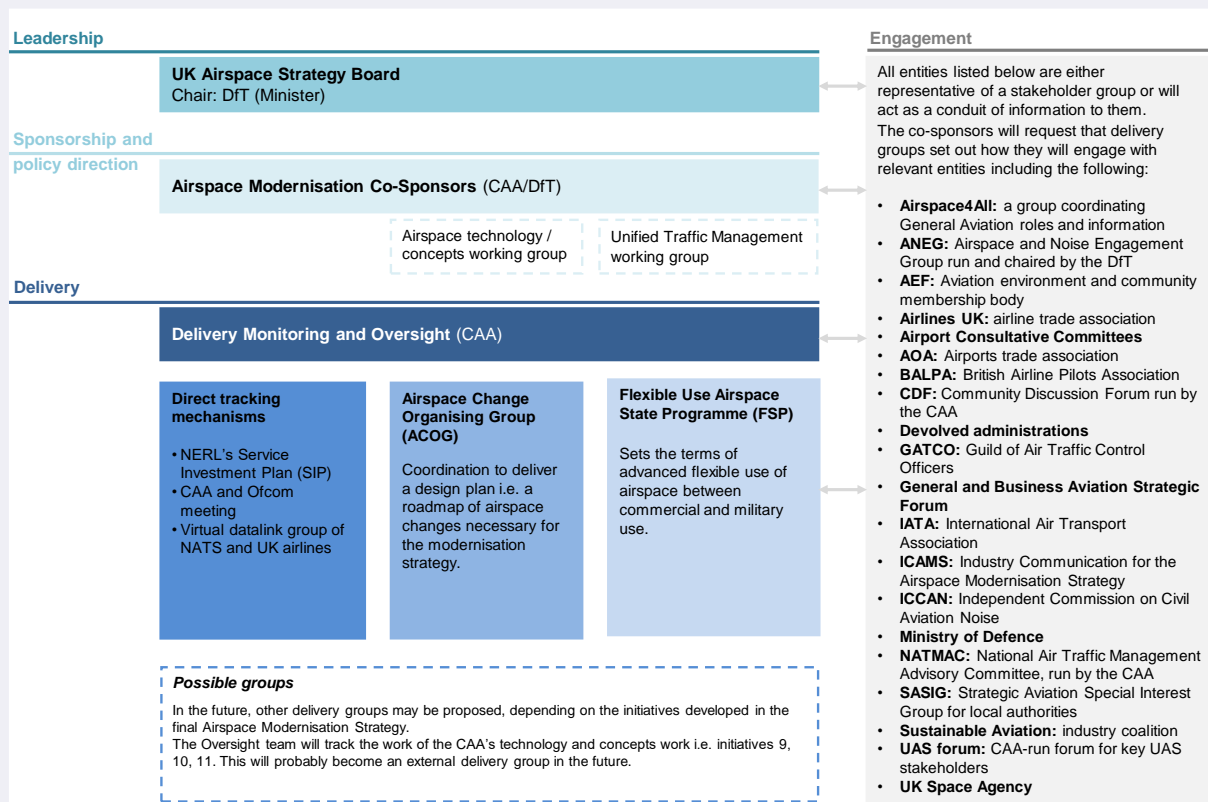 Leadership
UK Airspace Strategy Board
Chair: DfT (Minister)
Sponsorship and
policy direction
Airspace Modernisation Co-Sponsors (CAA/DfT)
Airspace technology /
concepts working group
Unified Traffic Management
working group
Delivery
Delivery Monitoring and Oversight (CAA)
Direct tracking
mechanisms
• NERL's Service
Investment Plan (SIP)
• CAA and Ofcom
meeting
• Virtual datalink group of
NATS and UK airlines
Airspace Change
Organising Group
(ACOG)
Coordination to deliver
a design plan i.e. a
roadmap of airspace
changes necessary for
the modernisation
strategy.
Flexible Use Airspace
State Programme (FSP)
Sets the terms of
advanced flexible use of
airspace between
commercial and military
use.
Possible groups
In the future, other delivery groups may be proposed, depending on the initiatives developed in the
final Airspace Modernisation Strategy.
The Oversight team will track the work of the CAA's technology and concepts work i.e. initiatives 9,
10, 11. This will probably become an external delivery group in the future.
Engagement
All entities listed below are either
representative of a stakeholder group or will
act as a conduit of information to them.
The co-sponsors will request that delivery
groups set out how they will engage with
relevant entities including the following:
• Airspace4All: a group coordinating
General Aviation roles and information
• ANEG: Airspace and Noise Engagement
Group run and chaired by the DfT
• AEF: Aviation environment and community
membership body
• Airlines UK: airline trade association
• Airport Consultative Committees
• AOA: Airports trade association
• BALPA: British Airline Pilots Association
• CDF: Community Discussion Forum run by
the CAA
• Devolved administrations
• GATCO: Guild of Air Traffic Control
Officers
• General and Business Aviation Strategic
Forum
• IATA: International Air Transport
Association
• ICAMS: Industry Communication for the
Airspace Modernisation Strategy
• ICCAN: Independent Commission on Civil
Aviation Noise
• Ministry of Defence
• NATMAC: National Air Traffic Management
Advisory Committee, run by the CAA
• SASIG: Strategic Aviation Special Interest
Group for local authorities
• Sustainable Aviation: industry coalition
• UAS forum: CAA-run forum for key UAS
stakeholders
• UK Space Agency